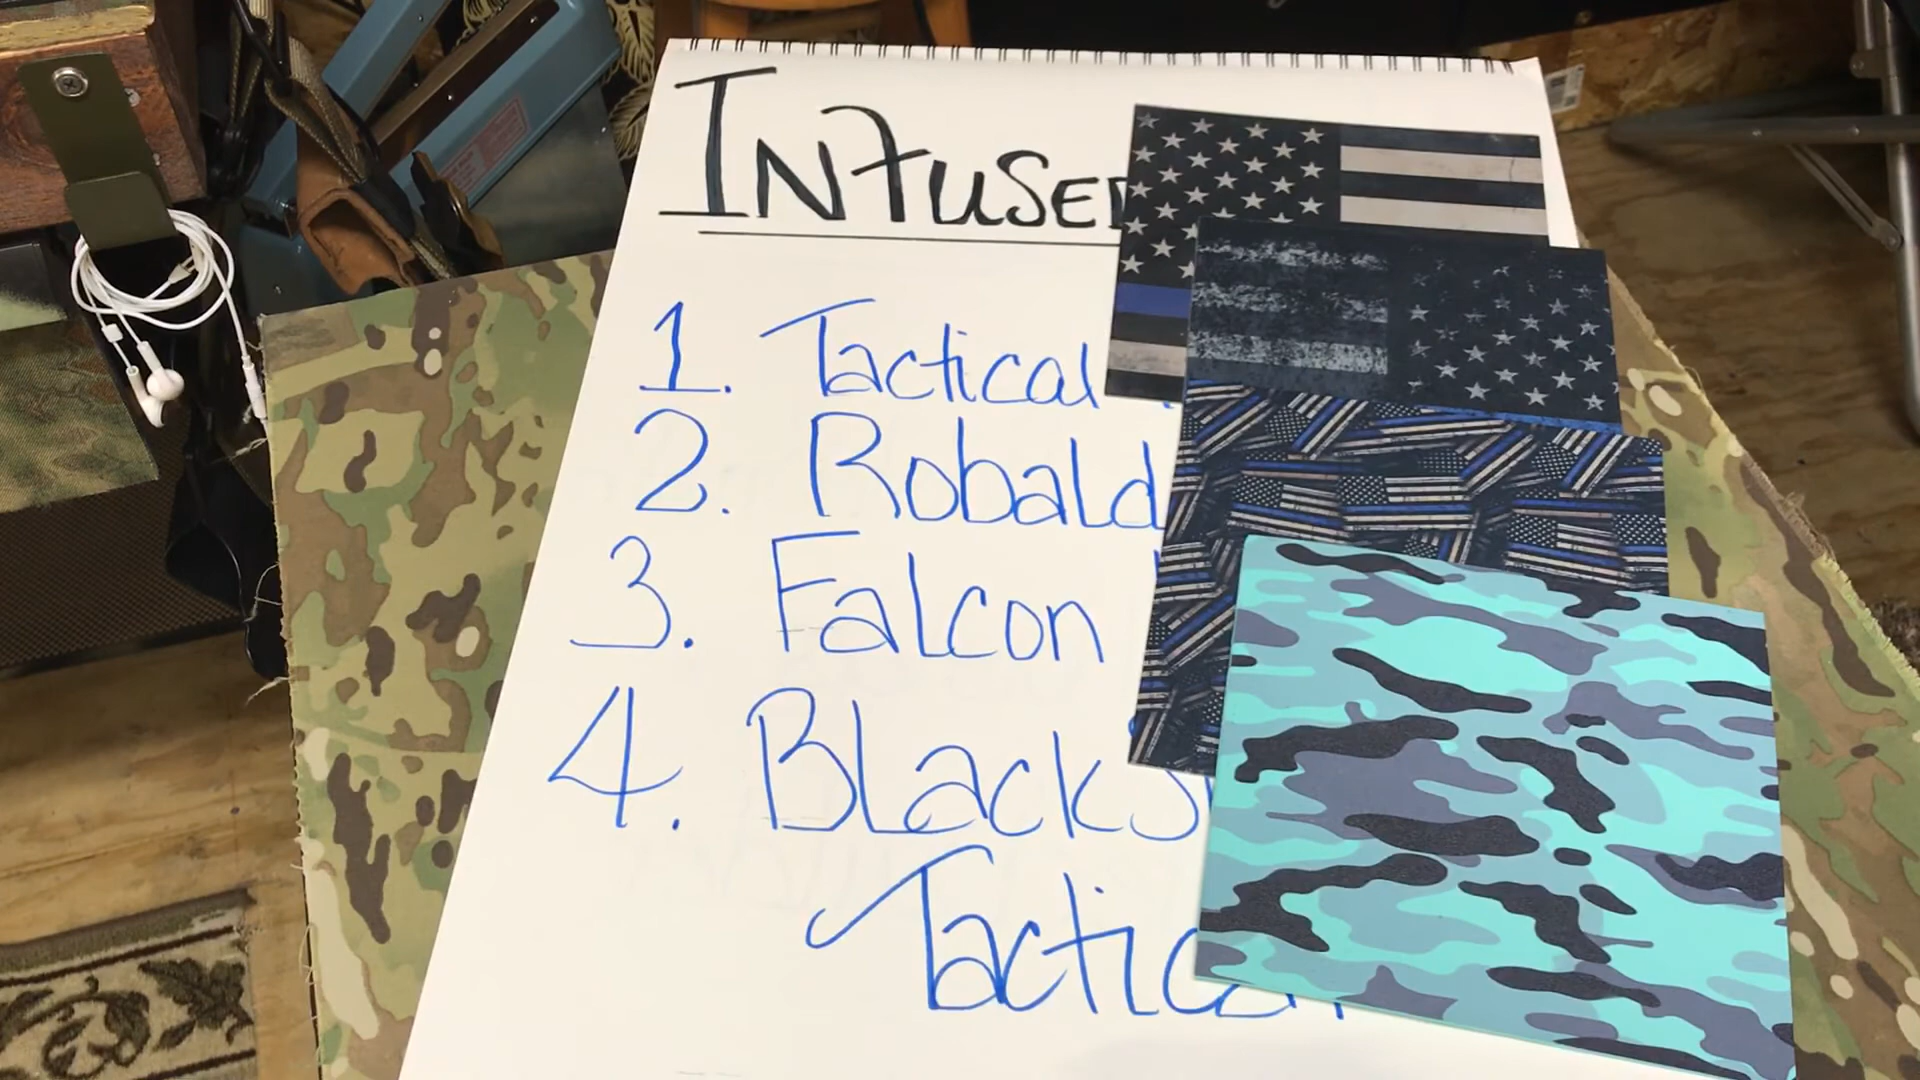 INfUSED
1. Tactical
2. Robald
3. Falcon
4. Black
Tactical